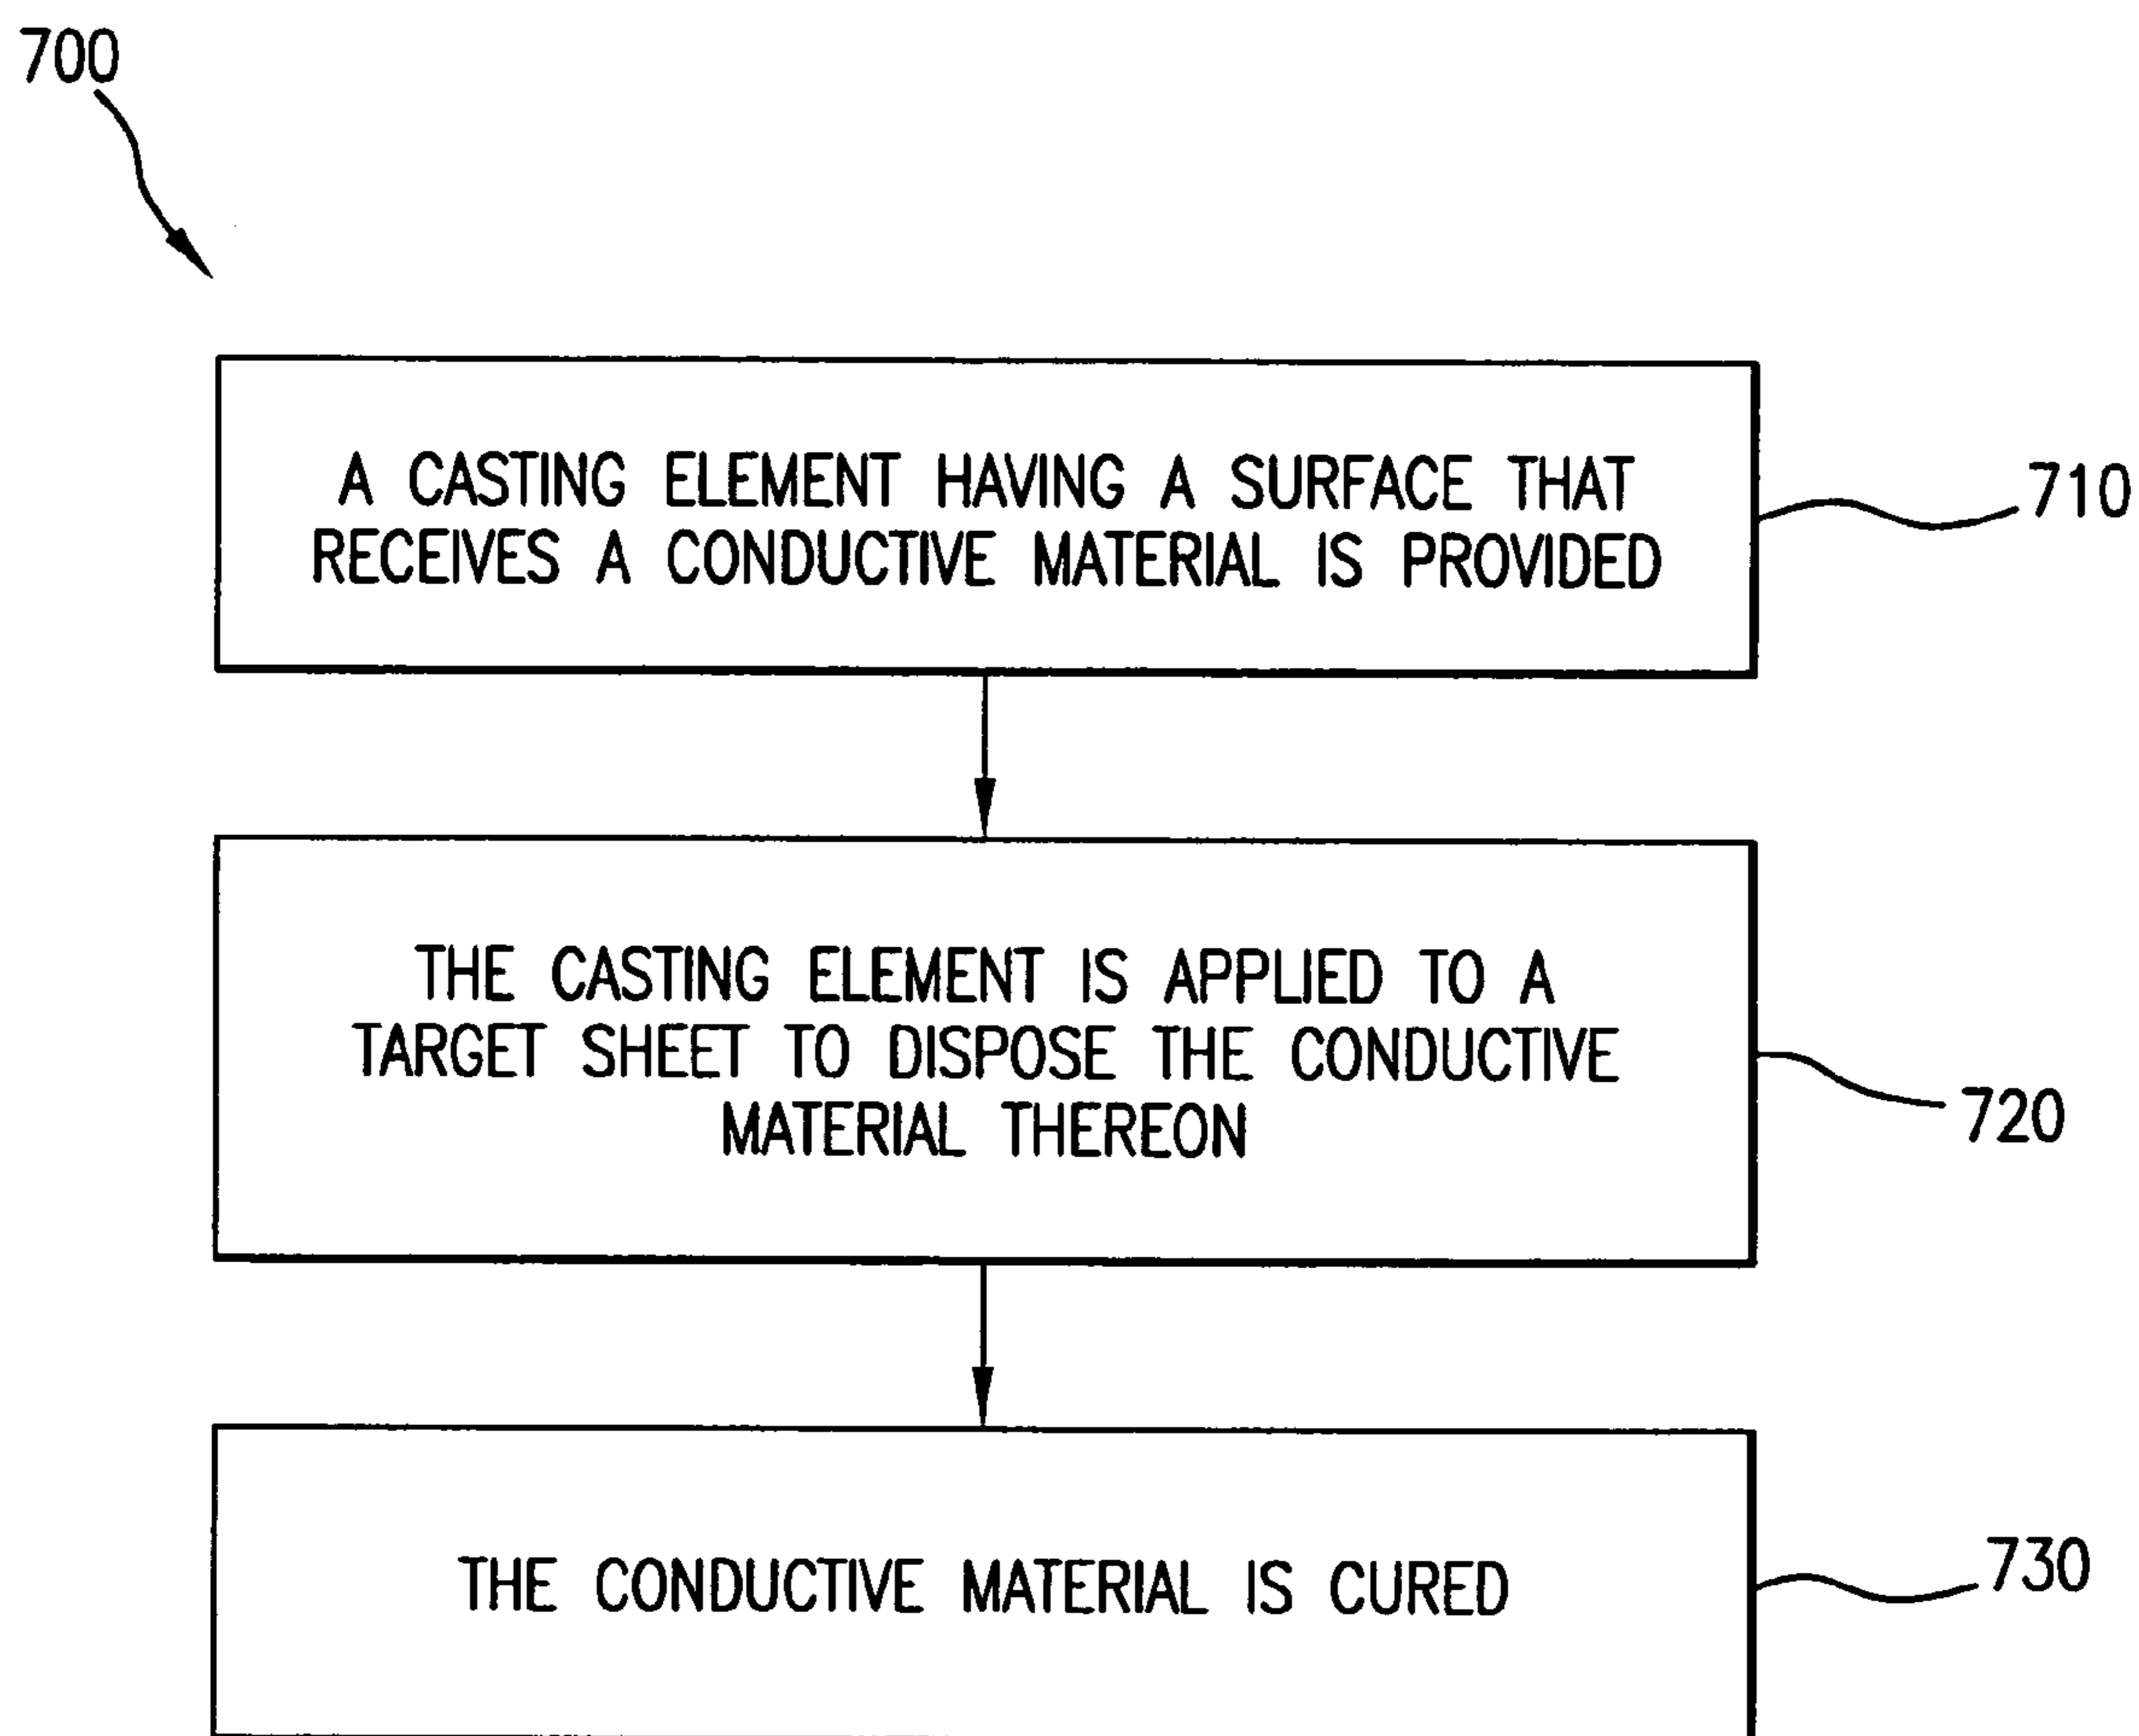 700
A CASTING ELEMENT HAVING A SURFACE THAT
RECEIVES A CONDUCTIVE MATERIAL IS PROVIDED
710
THE CASTING ELEMENT IS APPLIED TO A
TARGET SHEET TO DISPOSE THE CONDUCTIVE
MATERIAL THEREON
720
THE CONDUCTIVE MATERIAL IS CURED
730